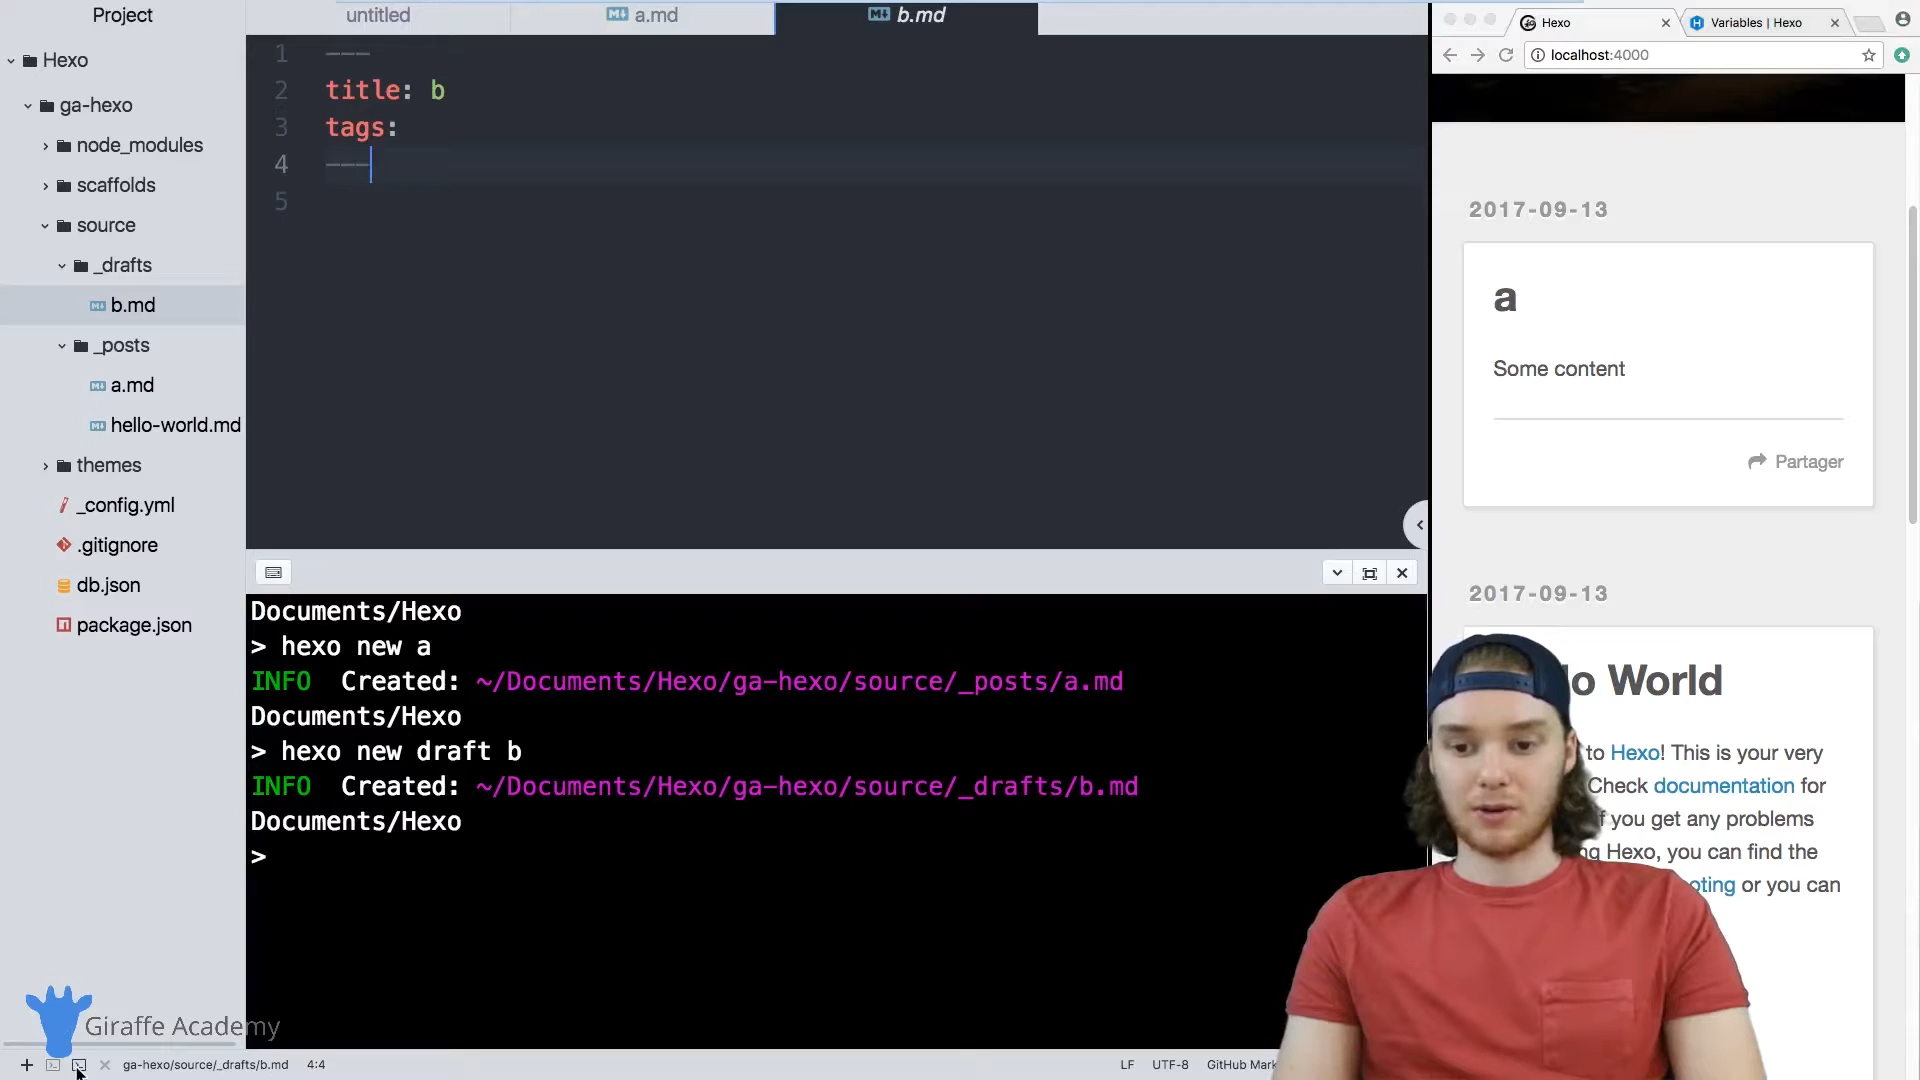 Project
Hexo
ga-hexo
node_modules
scaffolds
source
_drafts
b.md
_posts
a.md
hello-world.md
themes
_config.yml
.gitignore
db.json
package.json
untitled
a.md
b.md
1 ---
2 title: b
3 tags:
4 ---
5
Documents/Hexo
> hexo new a
INFO Created: ~/Documents/Hexo/ga-hexo/source/_posts/a.md
Documents/Hexo
> hexo new draft b
INFO Created: ~/Documents/Hexo/ga-hexo/source/_drafts/b.md
Documents/Hexo
>
Giraffe Academy
ga-hexo/source/_drafts/b.md 4:4
LF UTF-8 GitHub Mark
Hexo
Variables | Hexo
localhost:4000
2017-09-13
a
Some content
Partager
2017-09-13
o World
to Hexo! This is your very
Check documentation for
f you get any problems
ng Hexo, you can find the
oting or you can